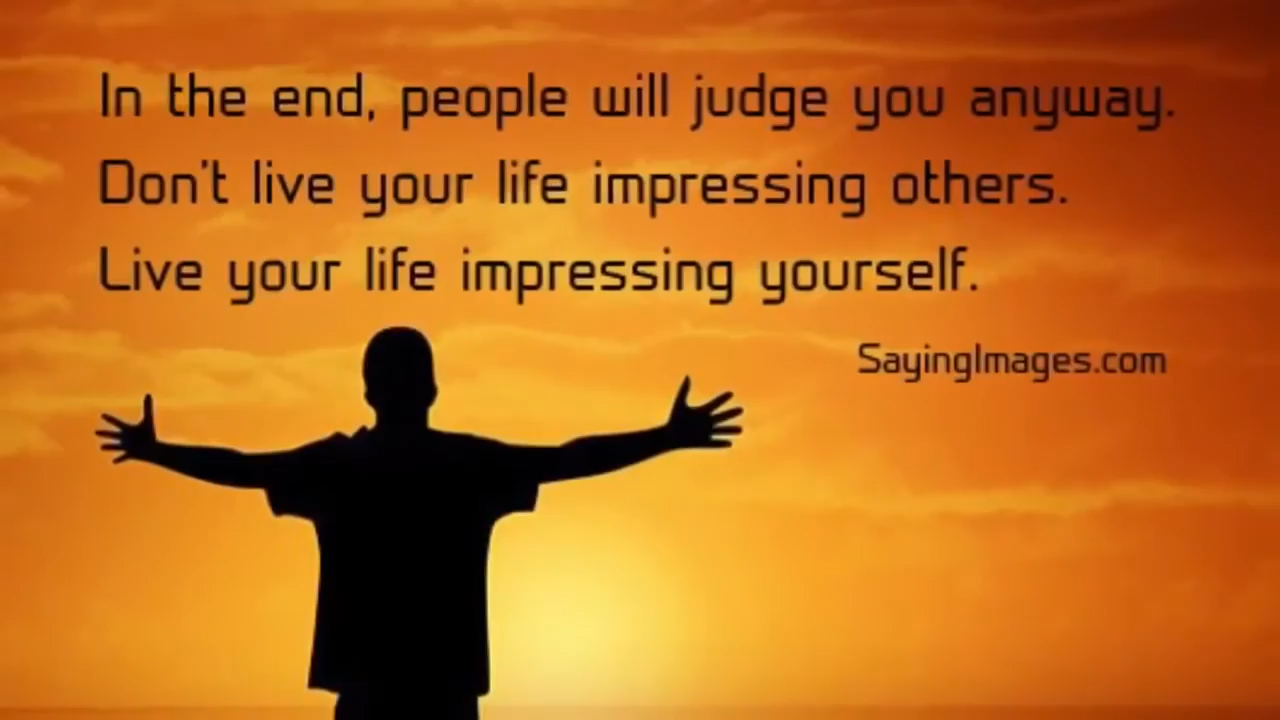 In the end, people will judge you anyway.
Don't live your life impressing others.
Live your life impressing yourself.
SayingImages.com